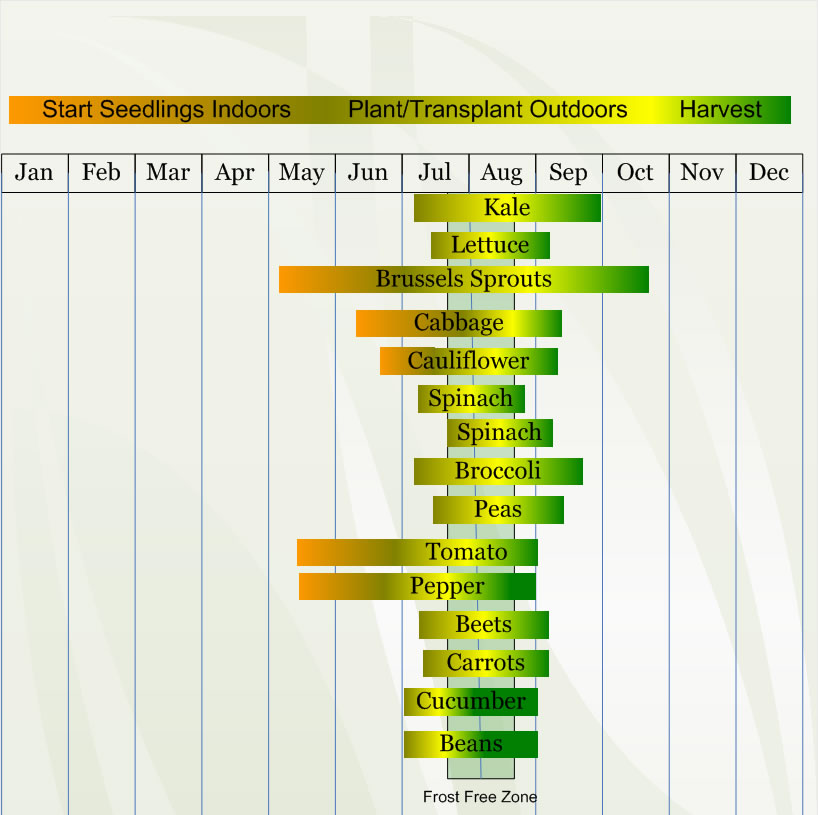 Start Seedlings Indoors Plant/Transplant Outdoors Harvest
Jan Feb Mar Apr May Jun Jul Aug Sep Oct Nov Dec
Kale
Lettuce
Brussels Sprouts
Cabbage
Cauliflower
Spinach
Spinach
Broccoli
Peas
Tomato
Pepper
Beets
Carrots
Cucumber
Beans
Frost Free Zone